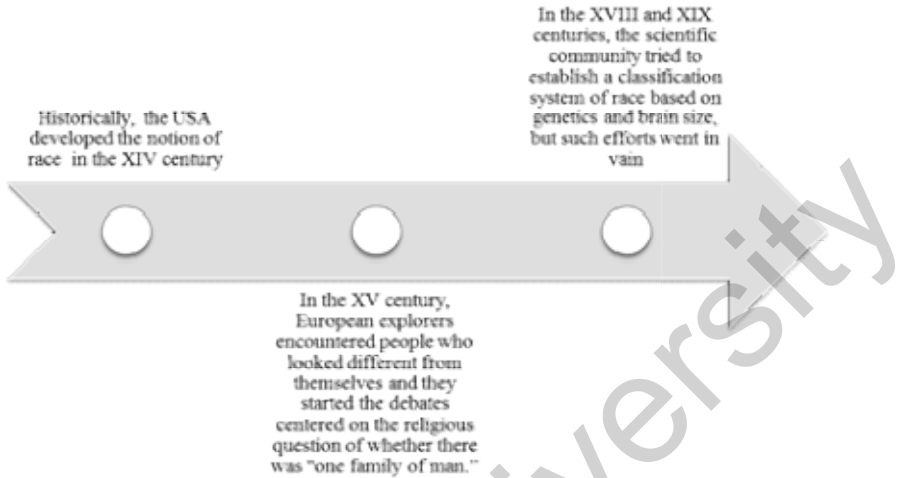 Historically, the USA
developed the notion of
race in the XIV century
In the XV century,
European explorers
encountered people who
looked different from
themselves and they
started the debates
centered on the religious
question of whether there
was "one family of man."
In the XVIII and XIX
centuries, the scientific
community tried to
establish a classification
system of race based on
genetics and brain size,
but such efforts went in
vain